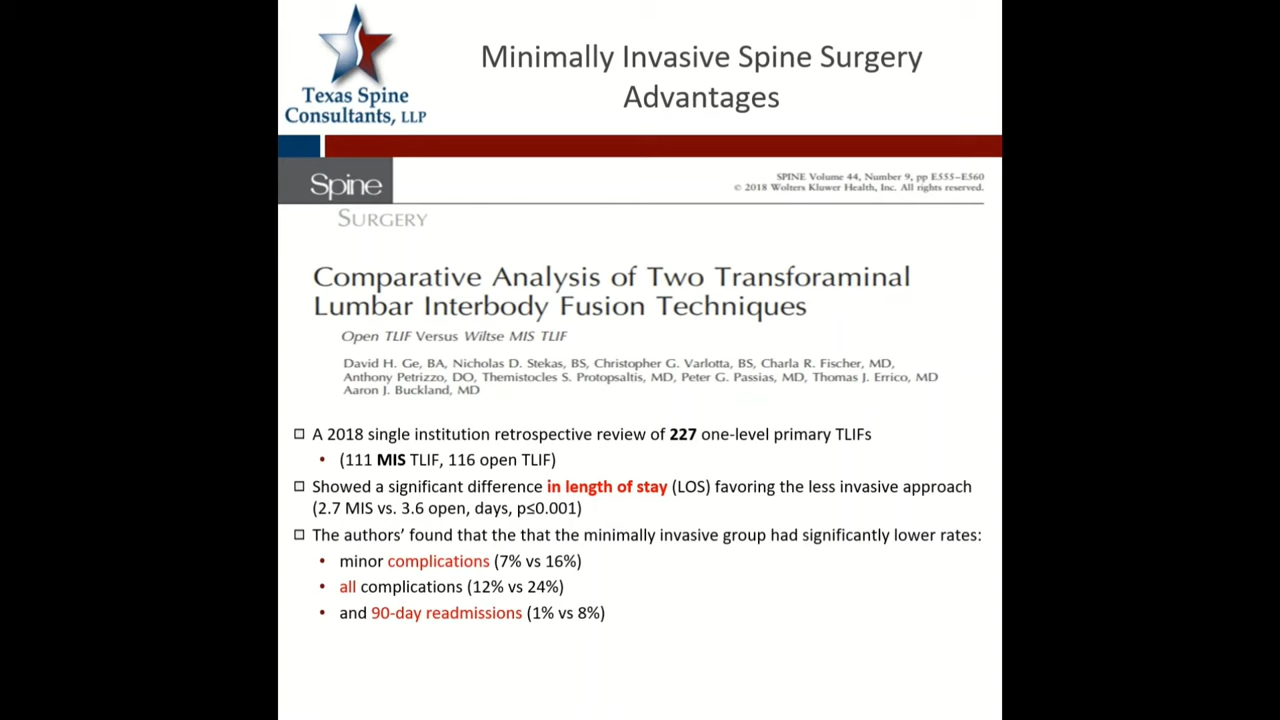 Texas Spine
Consultants, LLP
Minimally Invasive Spine Surgery
Advantages
Spine
SPINE Volume 44, Number 9, pp E555–E560
© 2018 Wolters Kluwer Health, Inc. All rights reserved.
SURGERY
Comparative Analysis of Two Transforaminal
Lumbar Interbody Fusion Techniques
Open TLIF Versus Wiltse MIS TLIF
David H. Ge, BA, Nicholas D. Stekas, BS, Christopher G. Varlotta, BS, Charla R. Fischer, MD,
Anthony Petrizzo, DO, Themistocles S. Protopsaltis, MD, Peter G. Passias, MD, Thomas J. Errico, MD
Aaron J. Buckland, MD
A 2018 single institution retrospective review of 227 one-level primary TLIFs
• (111 MIS TLIF, 116 open TLIF)
Showed a significant difference in length of stay (LOS) favoring the less invasive approach
(2.7 MIS vs. 3.6 open, days, p≤0.001)
The authors’ found that the that the minimally invasive group had significantly lower rates:
• minor complications (7% vs 16%)
• all complications (12% vs 24%)
• and 90-day readmissions (1% vs 8%)